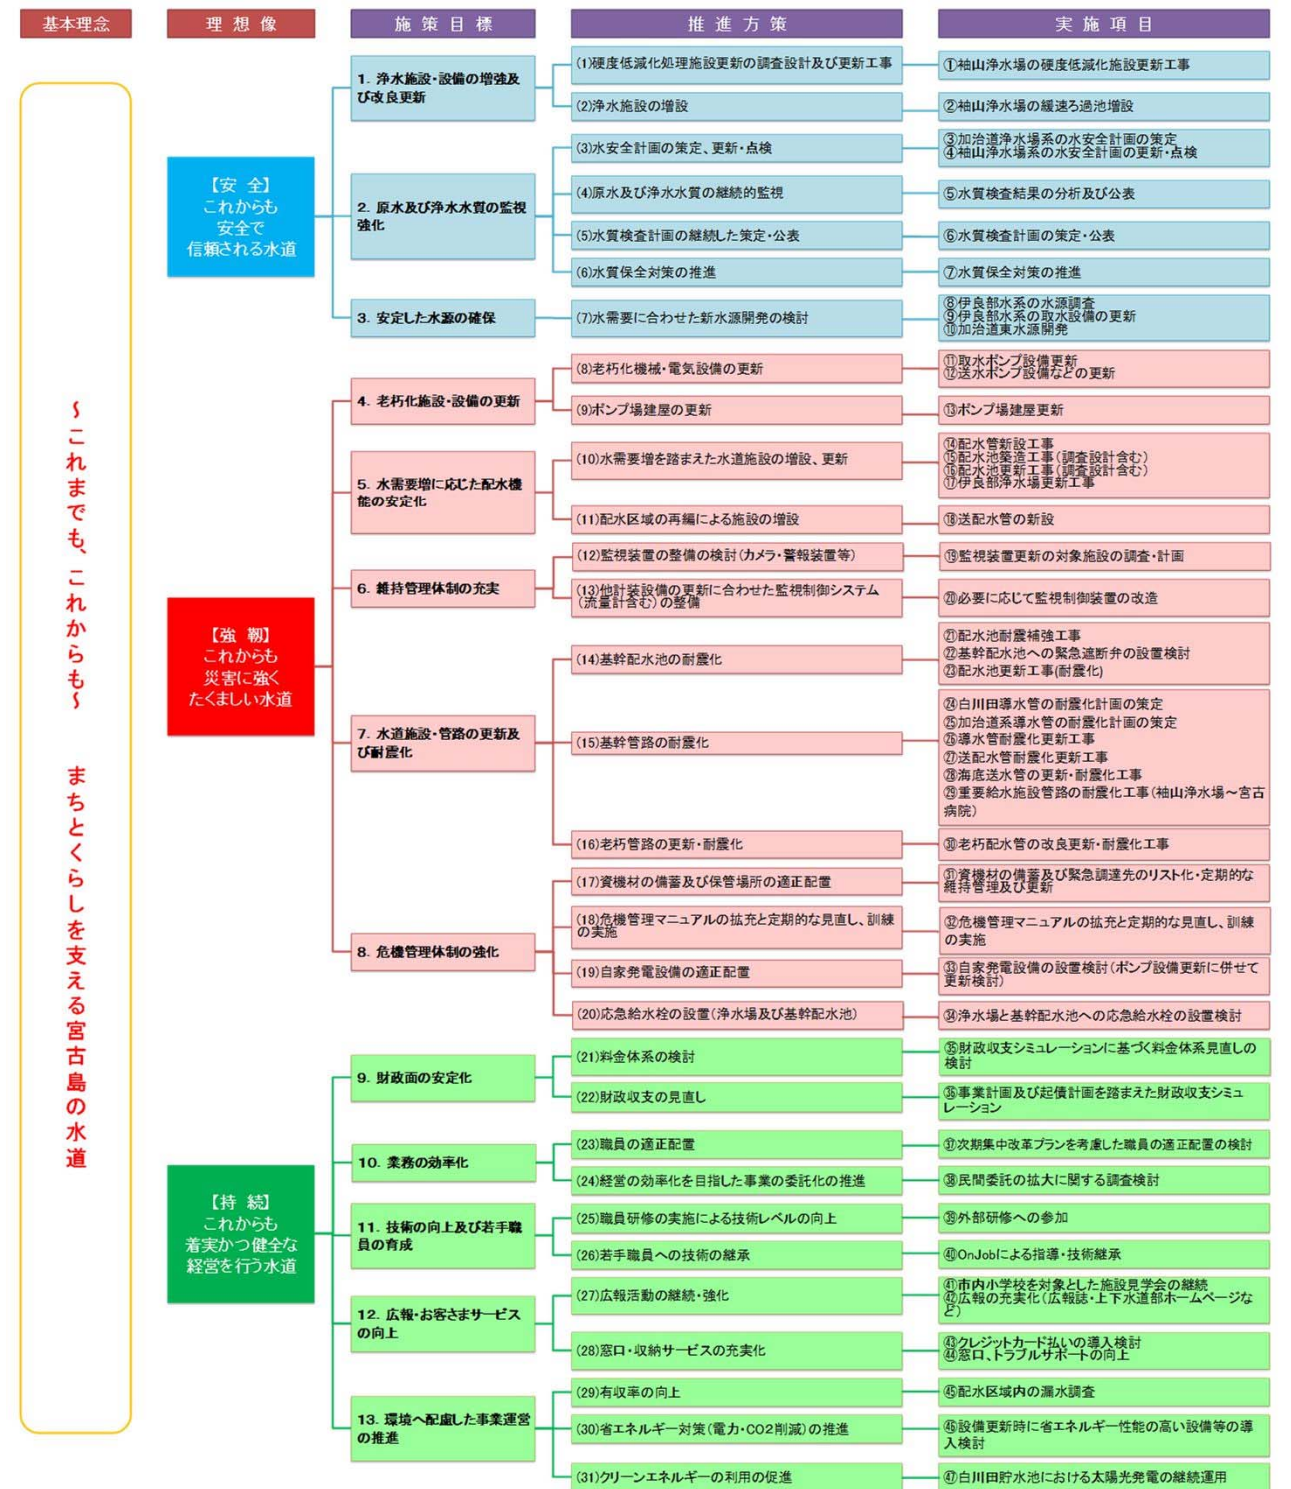 基本理念
理 想 像
施 策 目 標
推 進 方 策
実 施 項 目
～これまでも、これからも～　まちとくらしを支える宮古島の水道
【安 全】
これからも
安全で
信頼される水道
1. 浄水施設・設備の増強及
び改良更新
(1)硬度低減化処理施設更新の調査設計及び更新工事
①袖山浄水場の硬度低減化施設更新工事
(2)浄水施設の増設
②袖山浄水場の緩速ろ過池増設
2. 原水及び浄水水質の監視
強化
(3)水安全計画の策定、更新・点検
③加治道浄水場系の水安全計画の策定
④袖山浄水場系の水安全計画の更新・点検
(4)原水及び浄水水質の継続的監視
⑤水質検査結果の分析及び公表
(5)水質検査計画の継続した策定・公表
⑥水質検査計画の策定・公表
(6)水質保全対策の推進
⑦水質保全対策の推進
3. 安定した水源の確保
(7)水需要に合わせた新水源開発の検討
⑧伊良部水系の水源調査
⑨伊良部水系の取水設備の更新
⑩加治道東水源開発
【強 靱】
これからも
災害に強く
たくましい水道
4. 老朽化施設・設備の更新
(8)老朽化機械・電気設備の更新
⑪取水ポンプ設備更新
⑫送水ポンプ設備などの更新
(9)ポンプ場建屋の更新
⑬ポンプ場建屋更新
5. 水需要増に応じた配水機
能の安定化
(10)水需要増を踏まえた水道施設の増設、更新
⑭配水管新設工事
⑮配水池築造工事(調査設計含む)
⑯配水池更新工事(調査設計含む)
⑰伊良部浄水場更新工事
(11)配水区域の再編による施設の増設
⑱送配水管の新設
6. 維持管理体制の充実
(12)監視装置の整備の検討(カメラ・警報装置等)
⑲監視装置更新の対象施設の調査・計画
(13)他計装設備の更新に合わせた監視制御システム
(流量計含む)の整備
⑳必要に応じて監視制御装置の改造
7. 水道施設・管路の更新及
び耐震化
(14)基幹配水池の耐震化
㉑配水池耐震補強工事
㉒基幹配水池への緊急遮断弁の設置検討
㉓配水池更新工事(耐震化)
(15)基幹管路の耐震化
㉔白川田導水管の耐震化計画の策定
㉕加治道系導水管の耐震化計画の策定
㉖導水管耐震化更新工事
㉗送配水管耐震化更新工事
㉘海底送水管の更新・耐震化工事
㉙重要給水施設管路の耐震化工事(袖山浄水場～宮古
病院)
(16)老朽管路の更新・耐震化
㉚老朽配水管の改良更新・耐震化工事
8. 危機管理体制の強化
(17)資機材の備蓄及び保管場所の適正配置
㉛資機材の備蓄及び緊急調達先のリスト化・定期的な
維持管理及び更新
(18)危機管理マニュアルの拡充と定期的な見直し、訓練
の実施
㉜危機管理マニュアルの拡充と定期的な見直し、訓練
の実施
(19)自家発電設備の適正配置
㉝自家発電設備の設置検討(ポンプ設備更新に併せて
更新検討)
(20)応急給水栓の設置(浄水場及び基幹配水池)
㉞浄水場と基幹配水池への応急給水栓の設置検討
【持 続】
これからも
着実かつ健全な
経営を行う水道
9. 財政面の安定化
(21)料金体系の検討
㉟財政収支シミュレーションに基づく料金体系見直しの
検討
(22)財政収支の見直し
㊱事業計画及び起債計画を踏まえた財政収支シミュ
レーション
10. 業務の効率化
(23)職員の適正配置
㊲次期集中改革プランを考慮した職員の適正配置の検討
(24)経営の効率化を目指した事業の委託化の推進
㊳民間委託の拡大に関する調査検討
11. 技術の向上及び若手職
員の育成
(25)職員研修の実施による技術レベルの向上
㊴外部研修への参加
(26)若手職員への技術の継承
㊵OnJobによる指導・技術継承
12. 広報・お客さまサービス
の向上
(27)広報活動の継続・強化
㊶市内小学校を対象とした施設見学会の継続
㊷広報の充実化(広報誌・上下水道部ホームページな
ど)
(28)窓口・収納サービスの充実化
㊸クレジットカード払いの導入検討
㊹窓口、トラブルサポートの向上
13. 環境へ配慮した事業運営
の推進
(29)有収率の向上
㊺配水区域内の漏水調査
(30)省エネルギー対策(電力・CO2削減)の推進
㊻設備更新時に省エネルギー性能の高い設備等の導
入検討
(31)クリーンエネルギーの利用の促進
㊼白川田貯水池における太陽光発電の継続運用